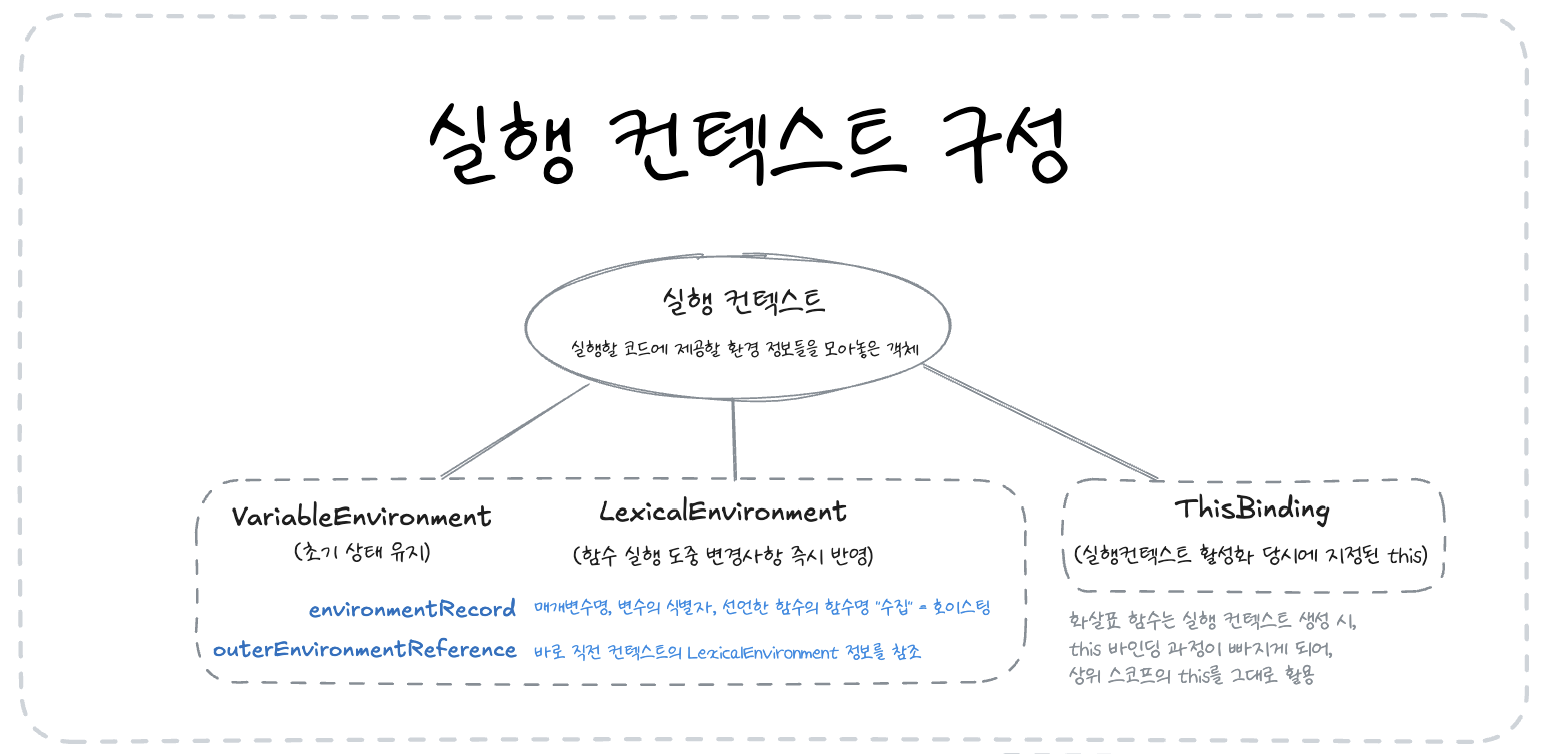 실행 컨텍스트 구성
실행 컨텍스트
실행할 코드에 제공할 환경 정보들을 모아놓은 객체
VariableEnvironment
(초기 상태 유지)
LexicalEnvironment
(함수 실행 도중 변경사항 즉시 반영)
environmentRecord 매개변수명, 변수의 식별자, 선언한 함수의 함수명 "수집" = 호이스팅
outerEnvironmentReference 바로 직전 컨텍스트의 LexicalEnvironment 정보를 참조
ThisBinding
(실행컨텍스트 활성화 당시에 지정된 this)
화살표 함수는 실행 컨텍스트 생성 시,
this 바인딩 과정이 빠지게 되어,
상위 스코프의 this를 그대로 활용